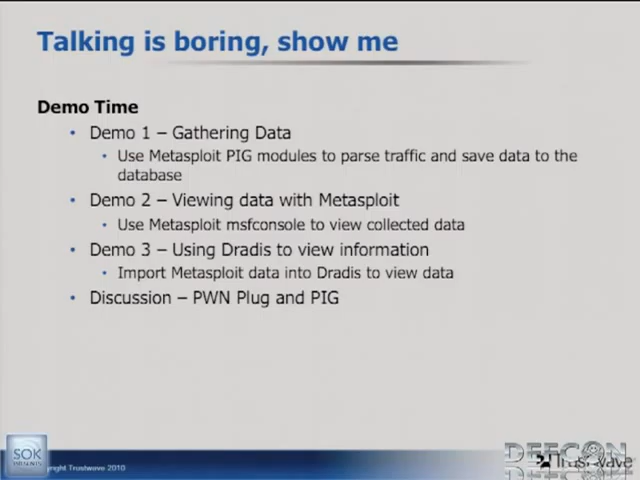 Talking is boring, show me
Demo Time
• Demo 1 – Gathering Data
• Use Metasploit PIG modules to parse traffic and save data to the
database
• Demo 2 – Viewing data with Metasploit
• Use Metasploit msfconsole to view collected data
• Demo 3 – Using Dradis to view information
• Import Metasploit data into Dradis to view data
• Discussion – PWN Plug and PIG
SOK
yright Trustwave 2010
DEFCON
Trustwave